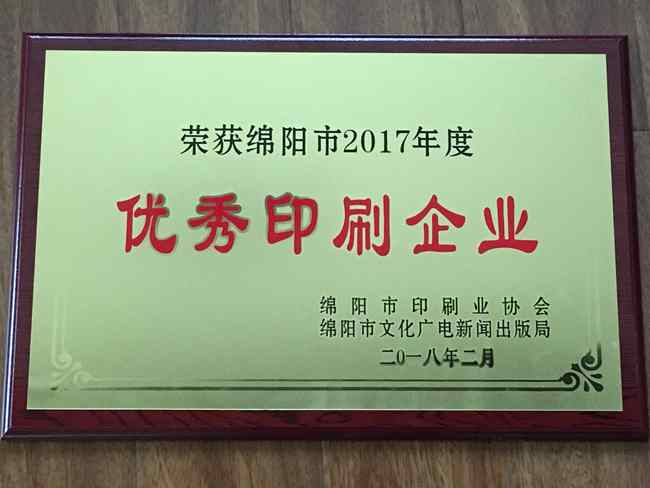 荣获绵阳市2017年度
优秀印刷企业
绵阳市印刷业协会
绵阳市文化广电新闻出版局
二〇一八年二月